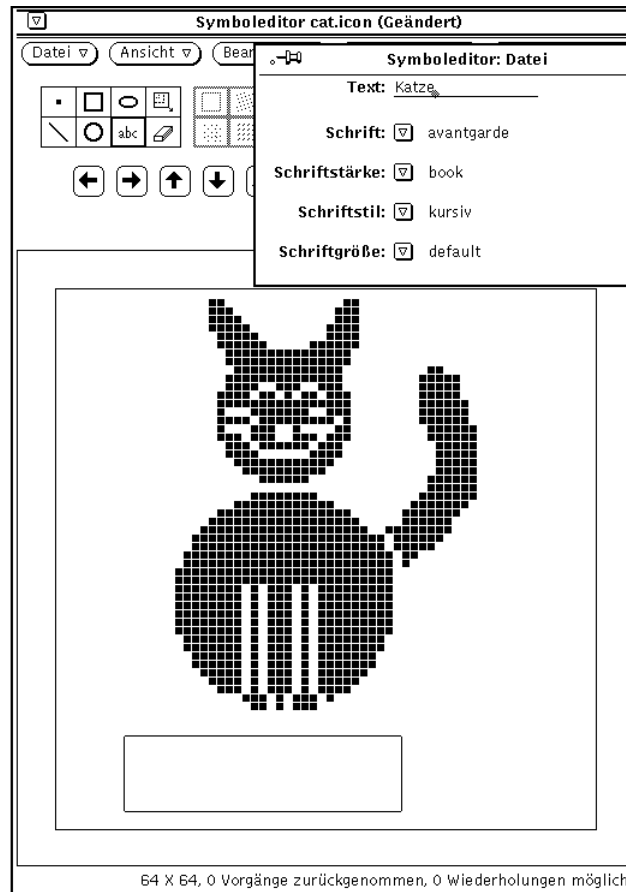 Symboleditor cat.icon (Geändert)
Datei Ansicht Bear
Symboleditor: Datei
Text: Katze
abc
Schrift: avantgarde
Schriftstärke: book
Schriftstil: kursiv
Schriftgröße: default
64 X 64, 0 Vorgänge zurückgenommen, 0 Wiederholungen möglich